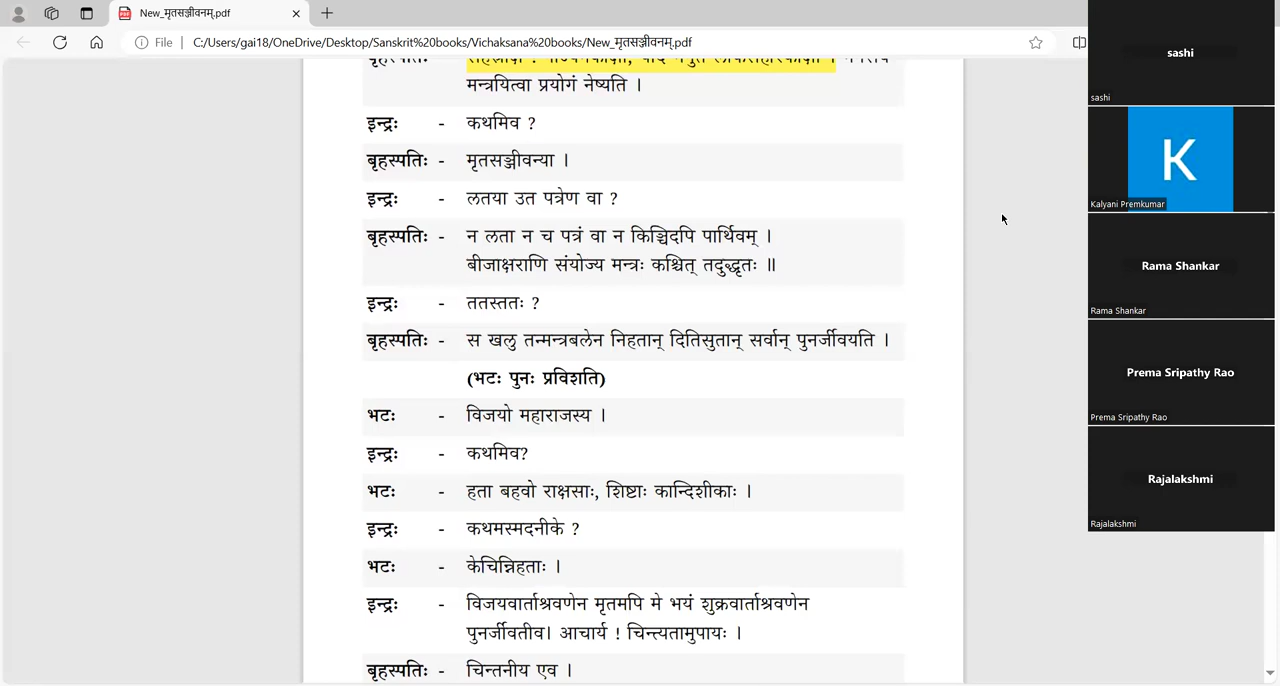 New_मृतसञ्जीवनम्.pdf
File | C:/Users/gai18/OneDrive/Desktop/Sanskrit%20books/Vichaksana%20books/New_मृतसञ्जीवनम्.pdf
बृहस्पतिः
मन्त्रयित्वा प्रयोगं नेष्यति ।
इन्द्रः - कथमिव ?
बृहस्पतिः - मृतसञ्जीवन्या ।
इन्द्रः - लतया उत पत्रेण वा ?
बृहस्पतिः - न लता न च पत्रं वा न किञ्चिदपि पार्थिवम् ।
बीजाक्षराणि संयोज्य मन्त्रः कश्चित् तदुद्धृतः ॥
इन्द्रः - ततस्ततः ?
बृहस्पतिः - स खलु तन्मन्त्रबलेन निहतान् दितिसुतान् सर्वान् पुनर्जीवयति ।
(भटः पुनः प्रविशति)
भटः - विजयो महाराजस्य ।
इन्द्रः - कथमिव?
भटः - हता बहवो राक्षसाः, शिष्टाः कान्दिशीकाः ।
इन्द्रः - कथमस्मदनीके ?
भटः - केचिन्निहताः ।
इन्द्रः - विजयवार्ताश्रवणेन मृतमपि मे भयं शुक्रवार्ताश्रवणेन
पुनर्जीवतीव। आचार्य ! चिन्त्यतामुपायः ।
बृहस्पतिः - चिन्तनीय एव ।
sashi
sashi
K
Kalyani Premkumar
Rama Shankar
Rama Shankar
Prema Sripathy Rao
Prema Sripathy Rao
Rajalakshmi
Rajalakshmi